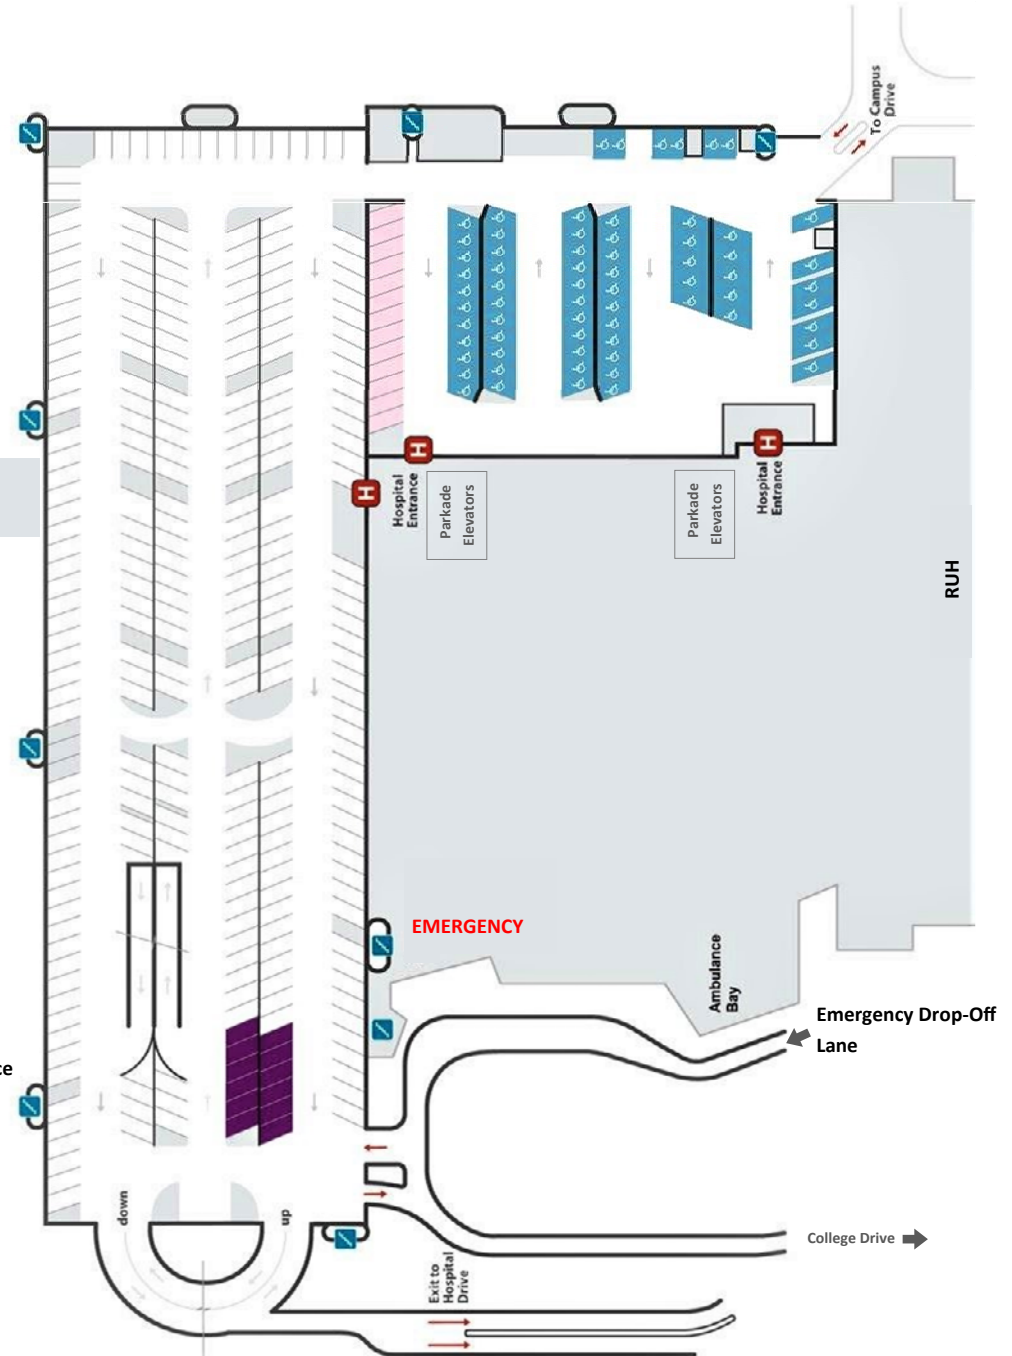 To Campus
Drive
H
Hospital
Entrance
H
Parkade
Elevators
H
Hospital
Entrance
Parkade
Elevators
RUH
EMERGENCY
Ambulance
Bay
Emergency Drop-Off
Lane
ce
down
up
College Drive
Exit to
Hospital
Drive